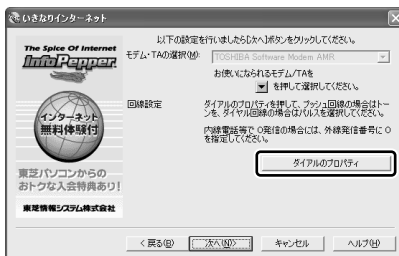 いきなりインターネット
The Spice Of Internet
InfoPepper
インターネット
無料体験付
東芝パソコンからの
おトクな入会特典あり!
東芝情報システム株式会社
以下の設定を行いましたら[次へ]ボタンをクリックしてください。
モデム・TAの選択(M):
TOSHIBA Software Modem AMR
お使いになられるモデム/TAを
▼ を押して選択してください。
回線設定
ダイアルのプロパティを押して、プッシュ回線の場合はトー
ンを、ダイヤル回線の場合はパルスを選択してください。
内線電話等で 0発信の場合には、外線発信番号に 0
を指定してください。
ダイアルのプロパティ
< 戻る(B)
次へ(N)>
キャンセル
ヘルプ(H)